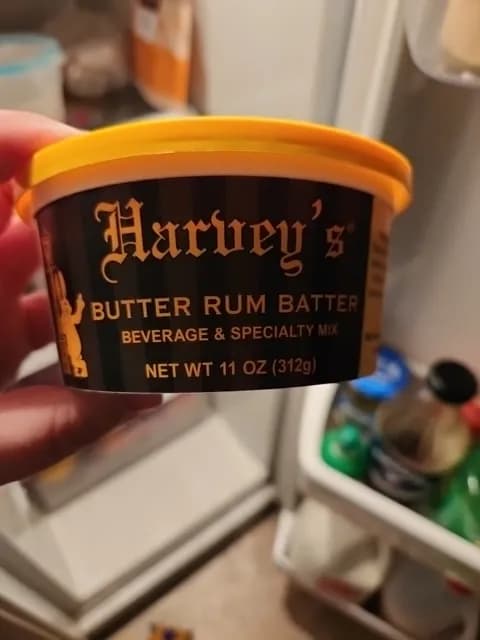 Harvey's®
BUTTER RUM BATTER
BEVERAGE & SPECIALTY MIX
NET WT 11 OZ (312g)